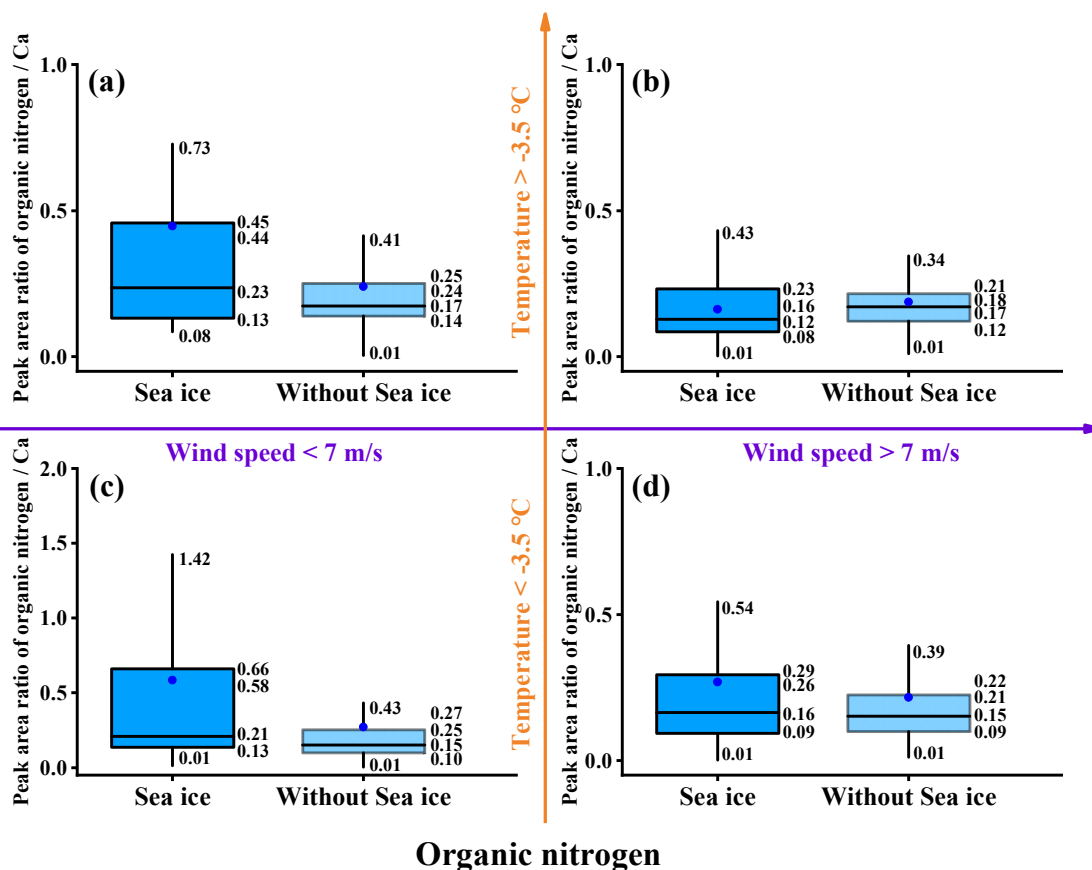 Peak area ratio of organic nitrogen / Ca
1.0
0.5
0.0
(a)
0.73
0.45
0.44
0.23
0.13
0.08
0.41
0.25
0.24
0.17
0.14
0.01
Sea ice
Without Sea ice
Temperature > -3.5 °C
Peak area ratio of organic nitrogen / Ca
1.0
0.5
0.0
(b)
0.43
0.23
0.16
0.12
0.08
0.01
0.34
0.21
0.18
0.17
0.12
0.01
Sea ice
Without Sea ice
Wind speed < 7 m/s
Wind speed > 7 m/s
Peak area ratio of organic nitrogen / Ca
2.0
1.5
1.0
0.5
0.0
(c)
1.42
0.66
0.58
0.21
0.13
0.01
0.43
0.27
0.25
0.15
0.10
0.01
Sea ice
Without Sea ice
Temperature < -3.5 °C
Peak area ratio of organic nitrogen / Ca
1.0
0.5
0.0
(d)
0.54
0.29
0.26
0.16
0.09
0.01
0.39
0.22
0.21
0.15
0.09
0.01
Sea ice
Without Sea ice
Organic nitrogen